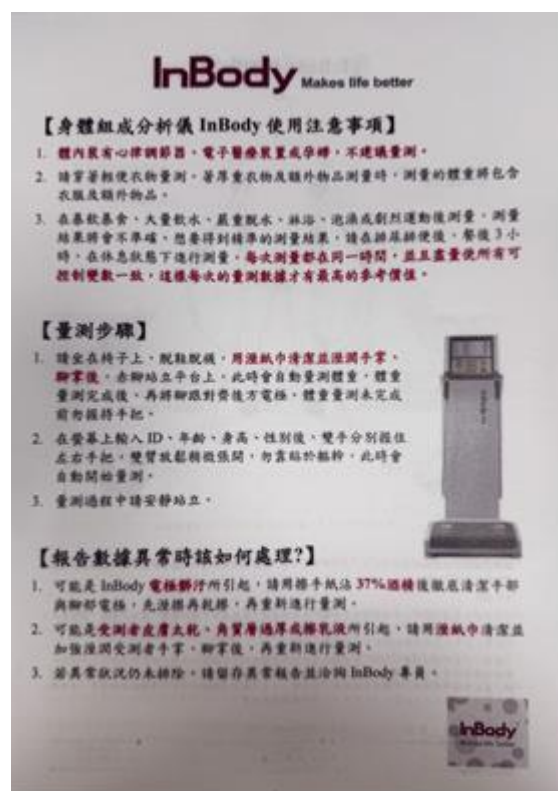 InBody Makes life better
【身體組成分析儀 InBody 使用注意事項】
1. 體內裝有心律調節器、電子醫療裝置或孕婦，不建議量測。
2. 請穿著輕便衣物量測。著厚重衣物及額外物品測量時，測量的體重將包含
衣服及額外物品。
3. 在暴飲暴食、大量飲水、嚴重脫水、淋浴、泡澡或劇烈運動後測量，測量
結果將會不準確。想要得到精準的測量結果，請在排尿排便後，餐後 3 小
時，在休息狀態下進行測量。每次測量都在同一時間，並且盡量使所有可
控制變數一致，這樣每次的量測數據才有最高的參考價值。
【量測步驟】
1. 請坐在椅子上，脫鞋脫襪，用溼紙巾清潔並溼潤手掌、
腳掌後，赤腳站立平台上，此時會自動量測體重，體重
量測完成後，再將腳跟對齊後方電極，體重量測未完成
前勿握持手把。
2. 在螢幕上輸入 ID、年齡、身高、性別後，雙手分別握住
左右手把，雙臂放鬆稍微張開，勿靠貼於軀幹，此時會
自動開始量測。
3. 量測過程中請安靜站立。
【報告數據異常時該如何處理?】
1. 可能是 InBody 電極髒汙所引起，請用擦手紙沾 37%酒精後徹底清潔手部
與腳部電極，先溼擦再乾擦，再重新進行量測。
2. 可能是受測者皮膚太乾、角質層過厚或擦乳液所引起，請用溼紙巾清潔並
加強溼潤受測者手掌、腳掌後，再重新進行量測。
3. 若異常狀況仍未排除，請留存異常報告並洽詢 InBody 專員。
InBody
Makes life better